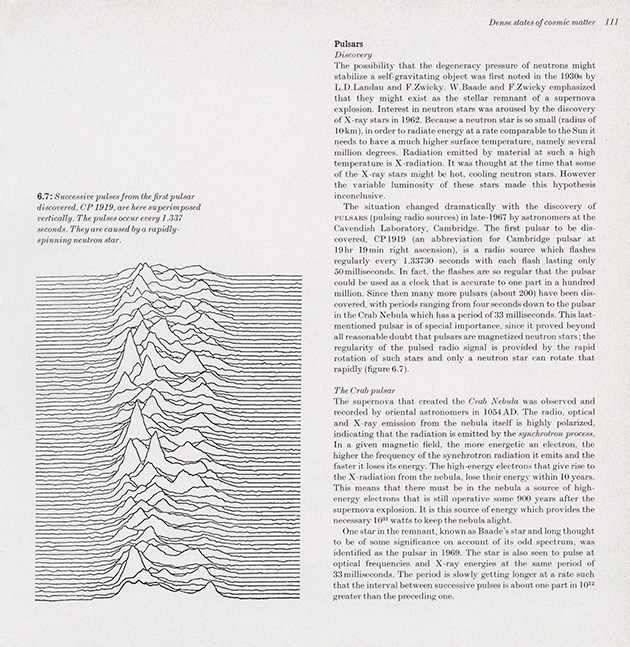 Dense states of cosmic matter 111
6.7: Successive pulses from the first pulsar
discovered, CP 1919, are here superimposed
vertically. The pulses occur every 1.337
seconds. They are caused by a rapidly-
spinning neutron star.
Pulsars
Discovery
The possibility that the degeneracy pressure of neutrons might
stabilize a self-gravitating object was first noted in the 1930s by
L.D.Landau and F.Zwicky. W.Baade and F.Zwicky emphasized
that they might exist as the stellar remnant of a supernova
explosion. Interest in neutron stars was aroused by the discovery
of X-ray stars in 1962. Because a neutron star is so small (radius of
10km), in order to radiate energy at a rate comparable to the Sun it
needs to have a much higher surface temperature, namely several
million degrees. Radiation emitted by material at such a high
temperature is X-radiation. It was thought at the time that some
of the X-ray stars might be hot, cooling neutron stars. However
the variable luminosity of these stars made this hypothesis
inconclusive.
The situation changed dramatically with the discovery of
PULSARS (pulsing radio sources) in late-1967 by astronomers at the
Cavendish Laboratory, Cambridge. The first pulsar to be dis-
covered, CP1919 (an abbreviation for Cambridge pulsar at
19hr 19min right ascension), is a radio source which flashes
regularly every 1.33730 seconds with each flash lasting only
50milliseconds. In fact, the flashes are so regular that the pulsar
could be used as a clock that is accurate to one part in a hundred
million. Since then many more pulsars (about 200) have been dis-
covered, with periods ranging from four seconds down to the pulsar
in the Crab Nebula which has a period of 33 milliseconds. This last-
mentioned pulsar is of special importance, since it proved beyond
all reasonable doubt that pulsars are magnetized neutron stars; the
regularity of the pulsed radio signal is provided by the rapid
rotation of such stars and only a neutron star can rotate that
rapidly (figure 6.7).
The Crab pulsar
The supernova that created the Crab Nebula was observed and
recorded by oriental astronomers in 1054AD. The radio, optical
and X-ray emission from the nebula itself is highly polarized,
indicating that the radiation is emitted by the synchrotron process.
In a given magnetic field, the more energetic an electron, the
higher the frequency of the synchrotron radiation it emits and the
faster it loses its energy. The high-energy electrons that give rise to
the X-radiation from the nebula, lose their energy within 10 years.
This means that there must be in the nebula a source of high-
energy electrons that is still operative some 900 years after the
supernova explosion. It is this source of energy which provides the
necessary 10³¹ watts to keep the nebula alight.
One star in the remnant, known as Baade's star and long thought
to be of some significance on account of its odd spectrum, was
identified as the pulsar in 1969. The star is also seen to pulse at
optical frequencies and X-ray energies at the same period of
33milliseconds. The period is slowly getting longer at a rate such
that the interval between successive pulses is about one part in 10¹²
greater than the preceding one.